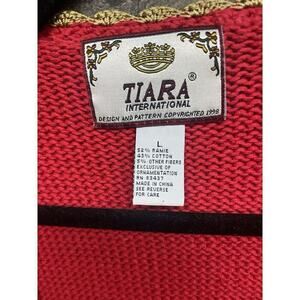 TIARA®
INTERNATIONAL
DESIGN AND PATTERN COPYRIGHTED 1998
L
52% RAMIE
43% COTTON
5% OTHER FIBERS
EXCLUSIVE OF
ORNAMENTATION
RN 83437
MADE IN CHINA
SEE REVERSE
FOR CARE